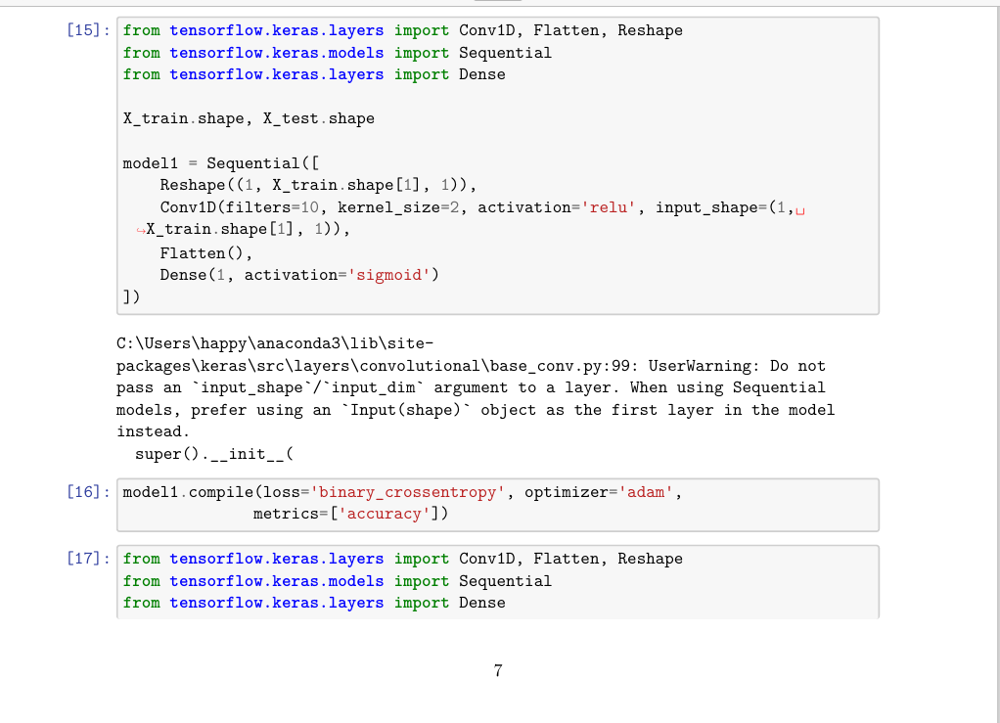 [15]: from tensorflow.keras.layers import Conv1D, Flatten, Reshape
from tensorflow.keras.models import Sequential
from tensorflow.keras.layers import Dense
X_train.shape, X_test.shape
model1 = Sequential([
    Reshape((1, X_train.shape[1], 1)),
    Conv1D(filters=10, kernel_size=2, activation='relu', input_shape=(1,␣
↪X_train.shape[1], 1)),
    Flatten(),
    Dense(1, activation='sigmoid')
])
C:\Users\happy\anaconda3\lib\site-
packages\keras\src\layers\convolutional\base_conv.py:99: UserWarning: Do not
pass an `input_shape`/`input_dim` argument to a layer. When using Sequential
models, prefer using an `Input(shape)` object as the first layer in the model
instead.
  super().__init__(
[16]: model1.compile(loss='binary_crossentropy', optimizer='adam',
              metrics=['accuracy'])
[17]: from tensorflow.keras.layers import Conv1D, Flatten, Reshape
from tensorflow.keras.models import Sequential
from tensorflow.keras.layers import Dense
7